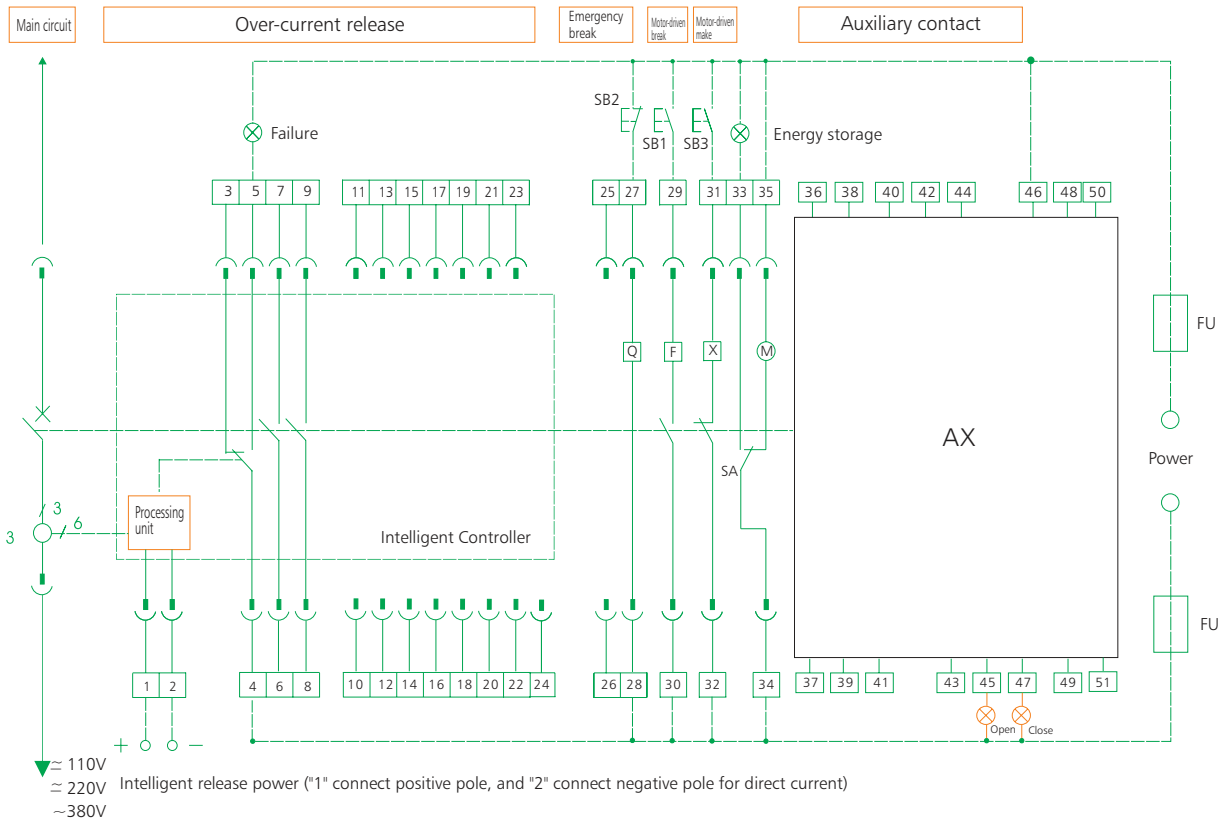 Main circuit
Over-current release
Emergency
break
Motor-driven
break
Motor-driven
make
Auxiliary contact
SB2
SB1
SB3
Failure
Energy storage
3 5 7 9
11 13 15 17 19 21 23
25 27
29
31 33 35
36 38 40 42 44 46 48 50
FU
Q
F
X
M
AX
Power
SA
3
6
3
Processing
unit
Intelligent Controller
FU
1 2
4 6 8
10 12 14 16 18 20 22 24
26 28
30
32
34
37 39 41 43 45 47 49 51
Open
Close
+
−
≃ 110V
≃ 220V
~380V
Intelligent release power ("1" connect positive pole, and "2" connect negative pole for direct current)